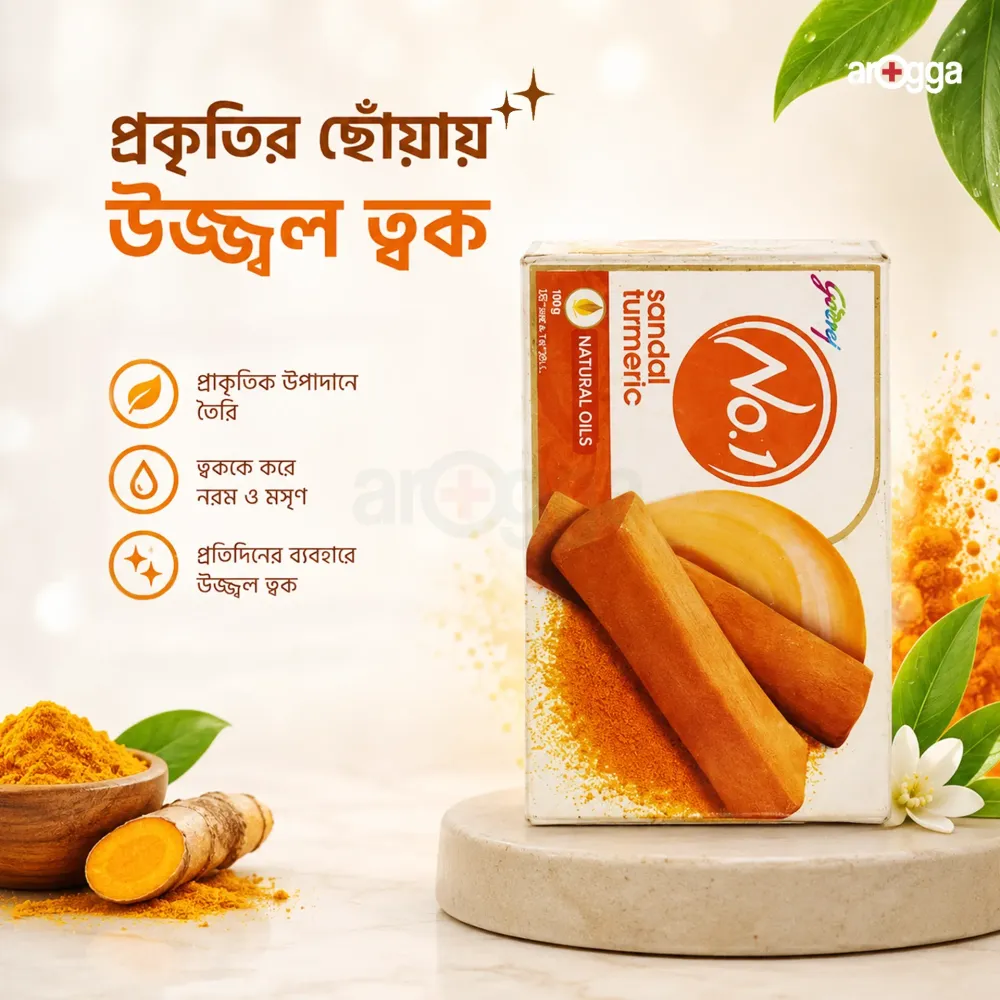 arogga
প্রকৃতির ছোঁয়ায়
উজ্জ্বল ত্বক
প্রাকৃতিক উপাদানে
তৈরি
ত্বককে করে
নরম ও মসৃণ
প্রতিদিনের ব্যবহারে
উজ্জ্বল ত্বক
Godrej
No.1
sandal
turmeric
NATURAL OILS
100g
arogga